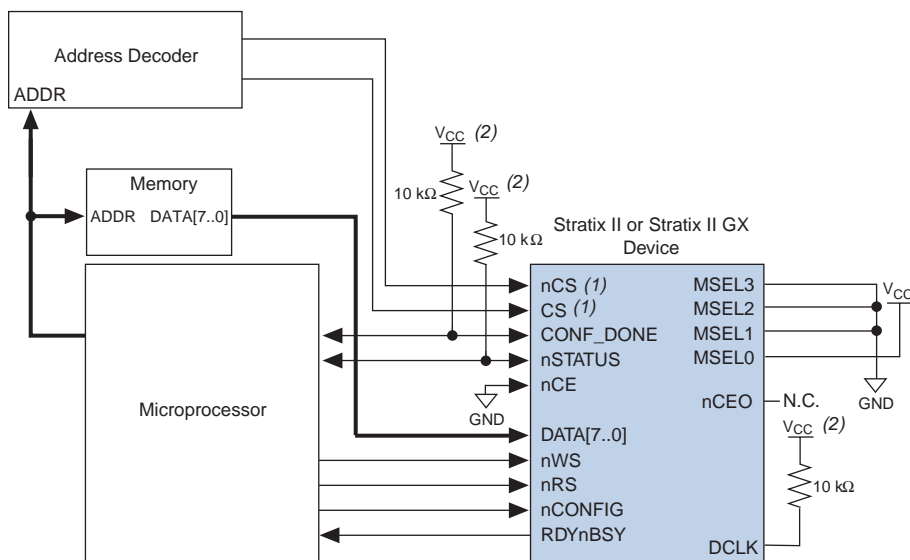 Address Decoder
ADDR
VCC (2)
VCC (2)
10 kΩ
10 kΩ
Memory
ADDR DATA[7..0]
Stratix II or Stratix II GX
Device
nCS (1)
CS (1)
CONF_DONE
nSTATUS
nCE
GND
DATA[7..0]
nWS
nRS
nCONFIG
RDYnBSY
Microprocessor
MSEL3
MSEL2
MSEL1
MSEL0
VCC
GND
nCEO
N.C.
VCC (2)
10 kΩ
DCLK